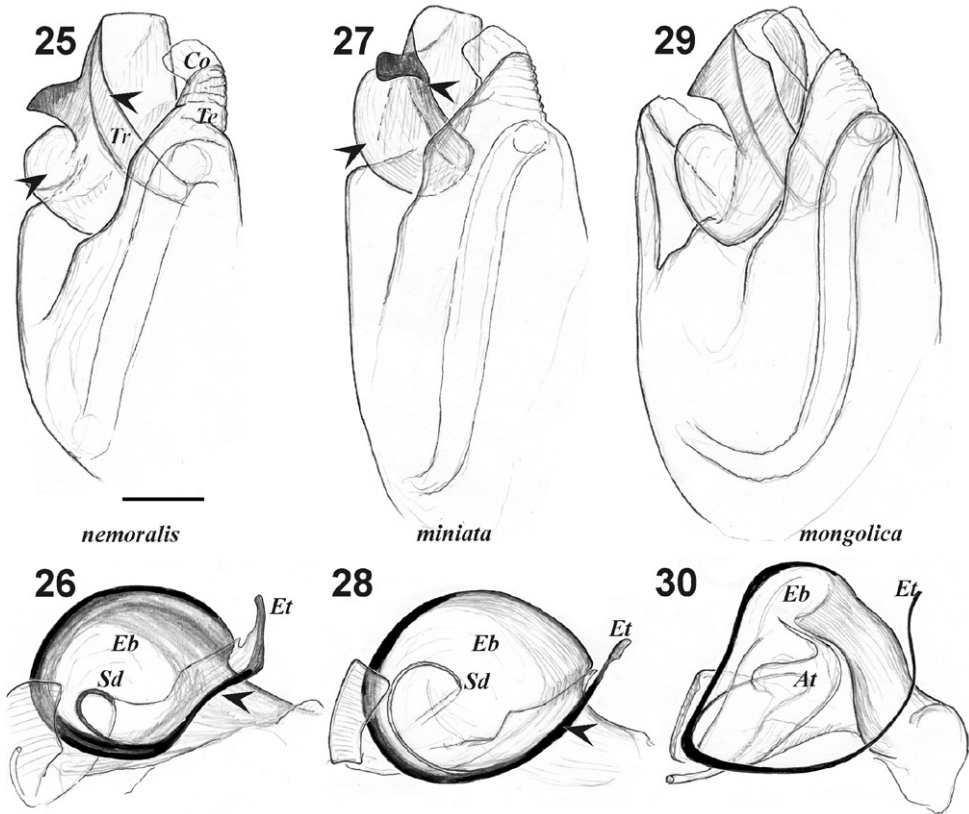 25
27
29
Co
Te
Tr
nemoralis
miniata
mongolica
26
28
30
Et
Eb
Sd
Et
Eb
Sd
Et
Eb
At